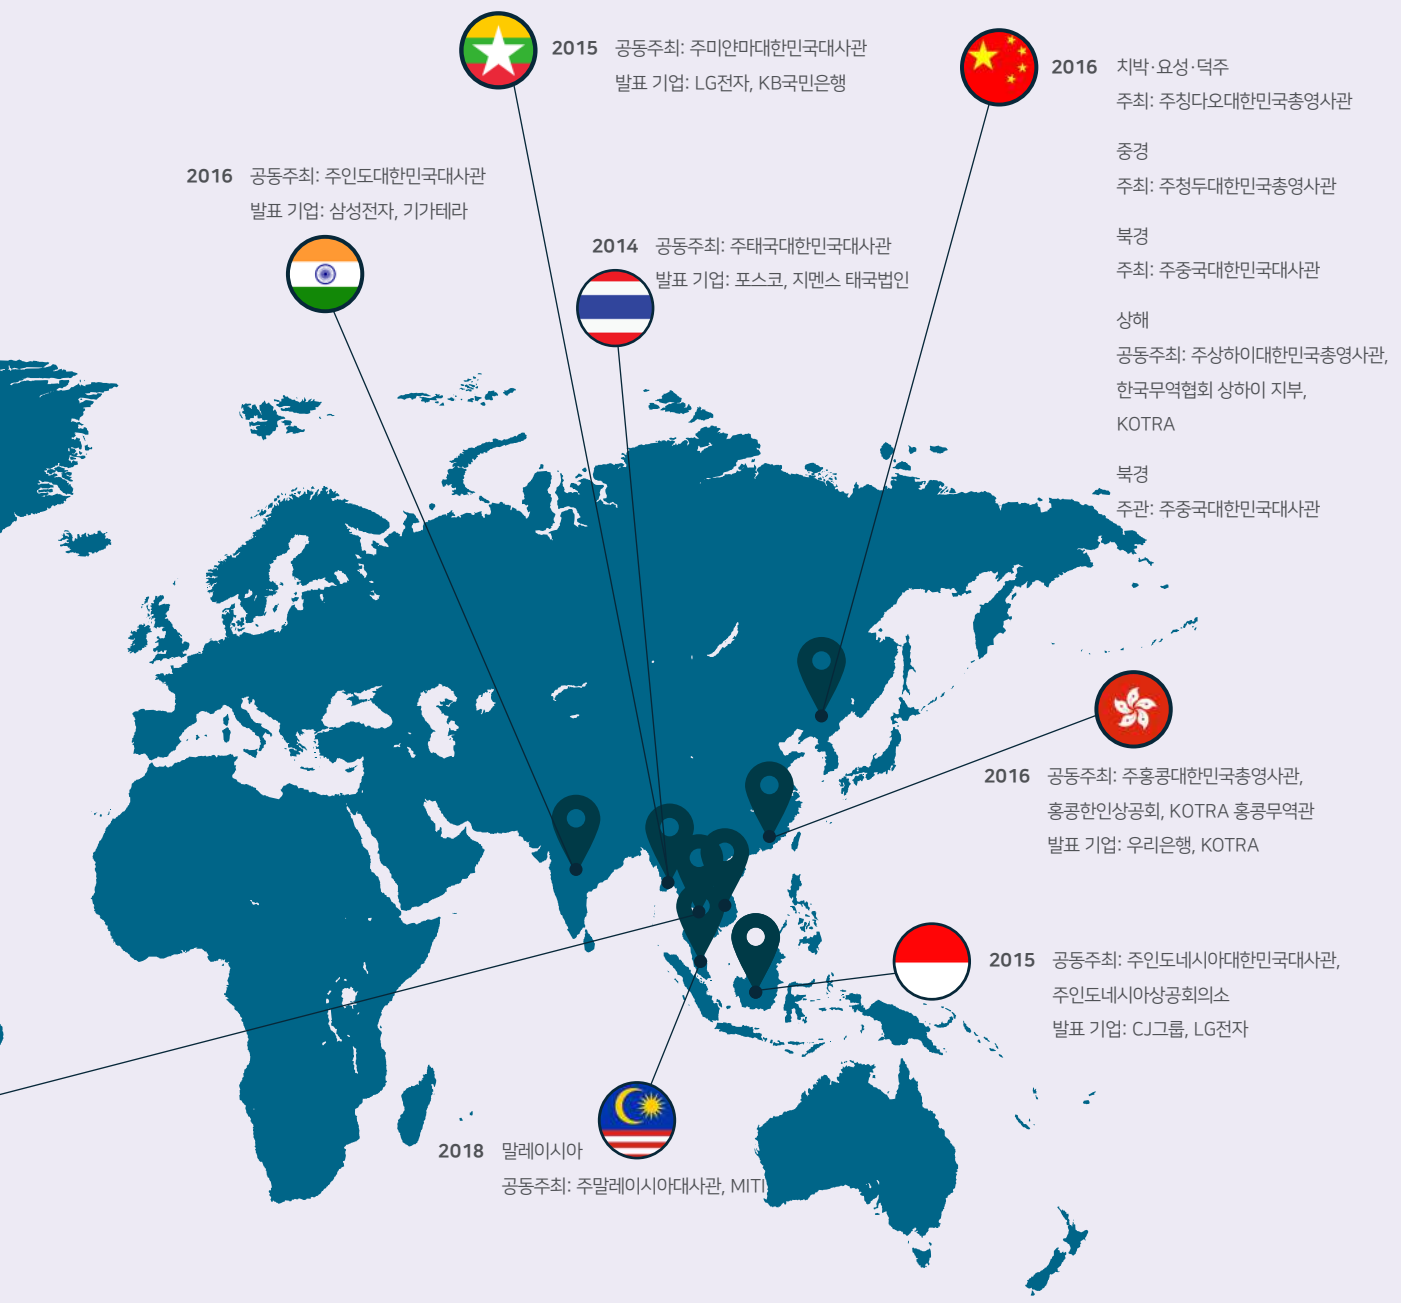 2015 공동주최: 주미얀마대한민국대사관
발표 기업: LG전자, KB국민은행
2016 치박·요성·덕주
주최: 주칭다오대한민국총영사관
중경
주최: 주청두대한민국총영사관
북경
주최: 주중국대한민국대사관
상해
공동주최: 주상하이대한민국총영사관,
한국무역협회 상하이 지부,
KOTRA
북경
주관: 주중국대한민국대사관
2016 공동주최: 주인도대한민국대사관
발표 기업: 삼성전자, 기가테라
2014 공동주최: 주태국대한민국대사관
발표 기업: 포스코, 지멘스 태국법인
2016 공동주최: 주홍콩대한민국총영사관,
홍콩한인상공회, KOTRA 홍콩무역관
발표 기업: 우리은행, KOTRA
2015 공동주최: 주인도네시아대한민국대사관,
주인도네시아상공회의소
발표 기업: CJ그룹, LG전자
2018 말레이시아
공동주최: 주말레이시아대사관, MITI